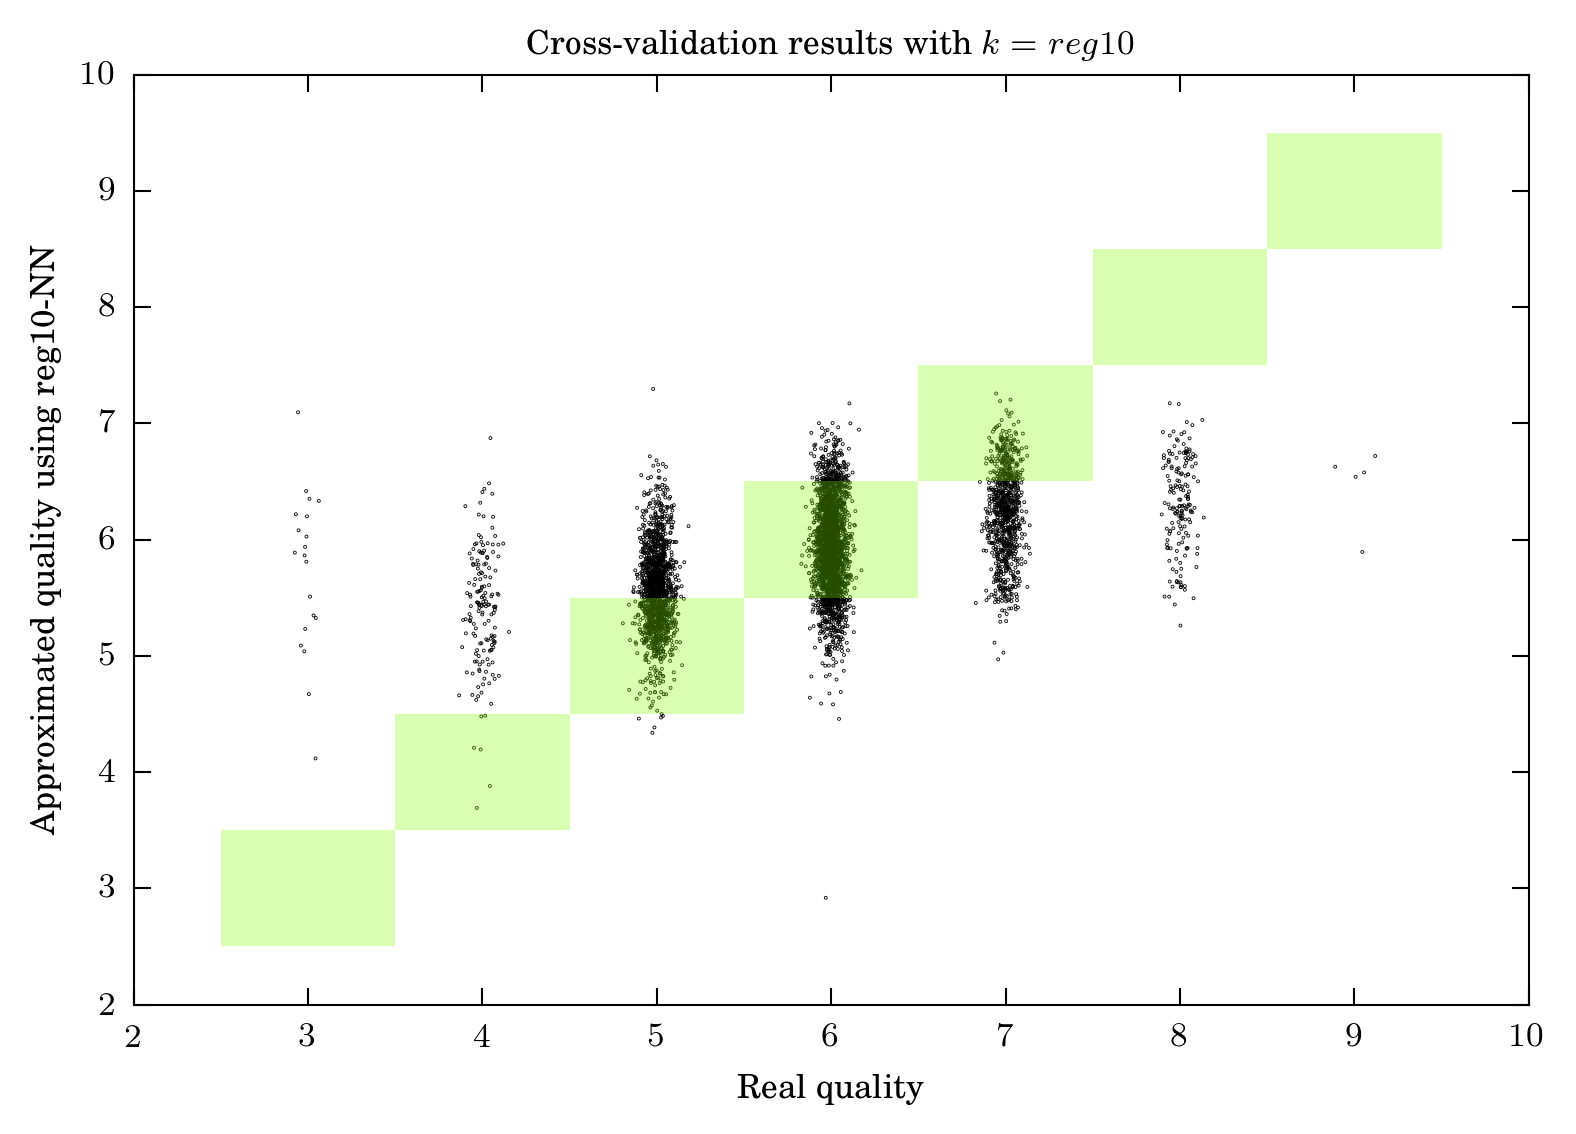 Cross-validation results with k = reg10
10
9
8
7
6
5
4
3
2
Approximated quality using reg10-NN
2 3 4 5 6 7 8 9 10
Real quality